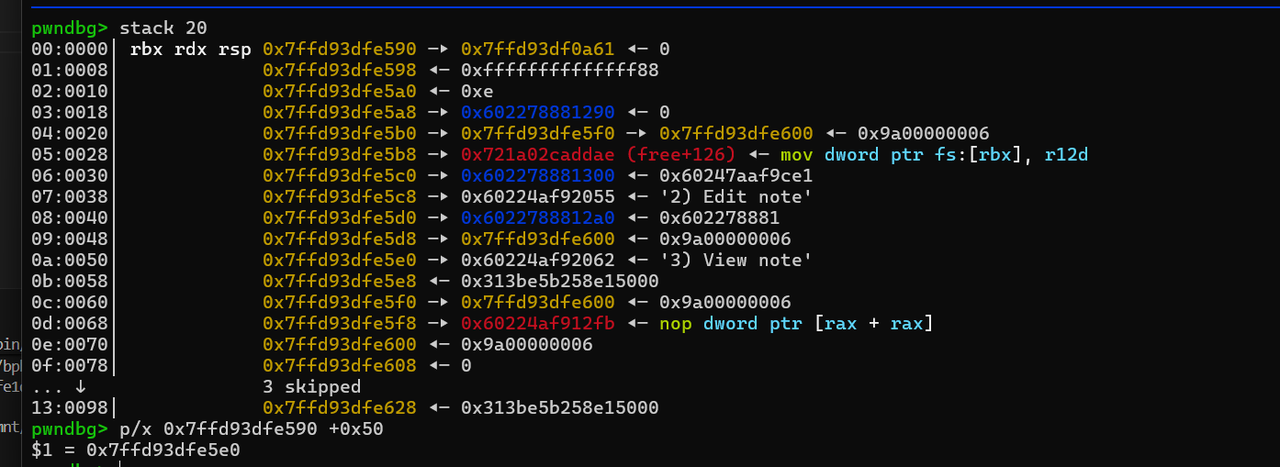 pwndbg> stack 20
00:0000│ rbx rdx rsp 0x7ffd93dfe590 —▸ 0x7ffd93df0a61 ◂— 0
01:0008│             0x7ffd93dfe598 ◂— 0xffffffffffffff88
02:0010│             0x7ffd93dfe5a0 ◂— 0xe
03:0018│             0x7ffd93dfe5a8 —▸ 0x602278881290 ◂— 0
04:0020│             0x7ffd93dfe5b0 —▸ 0x7ffd93dfe5f0 —▸ 0x7ffd93dfe600 ◂— 0x9a00000006
05:0028│             0x7ffd93dfe5b8 —▸ 0x721a02caddae (free+126) ◂— mov dword ptr fs:[rbx], r12d
06:0030│             0x7ffd93dfe5c0 —▸ 0x602278881300 ◂— 0x60247aaf9ce1
07:0038│             0x7ffd93dfe5c8 —▸ 0x60224af92055 ◂— '2) Edit note'
08:0040│             0x7ffd93dfe5d0 —▸ 0x6022788812a0 ◂— 0x602278881
09:0048│             0x7ffd93dfe5d8 —▸ 0x7ffd93dfe600 ◂— 0x9a00000006
0a:0050│             0x7ffd93dfe5e0 —▸ 0x60224af92062 ◂— '3) View note'
0b:0058│             0x7ffd93dfe5e8 ◂— 0x313be5b258e15000
0c:0060│             0x7ffd93dfe5f0 —▸ 0x7ffd93dfe600 ◂— 0x9a00000006
0d:0068│             0x7ffd93dfe5f8 —▸ 0x60224af912fb ◂— nop dword ptr [rax + rax]
0e:0070│             0x7ffd93dfe600 ◂— 0x9a00000006
0f:0078│             0x7ffd93dfe608 ◂— 0
... ↓                3 skipped
13:0098│             0x7ffd93dfe628 ◂— 0x313be5b258e15000
pwndbg> p/x 0x7ffd93dfe590 +0x50
$1 = 0x7ffd93dfe5e0